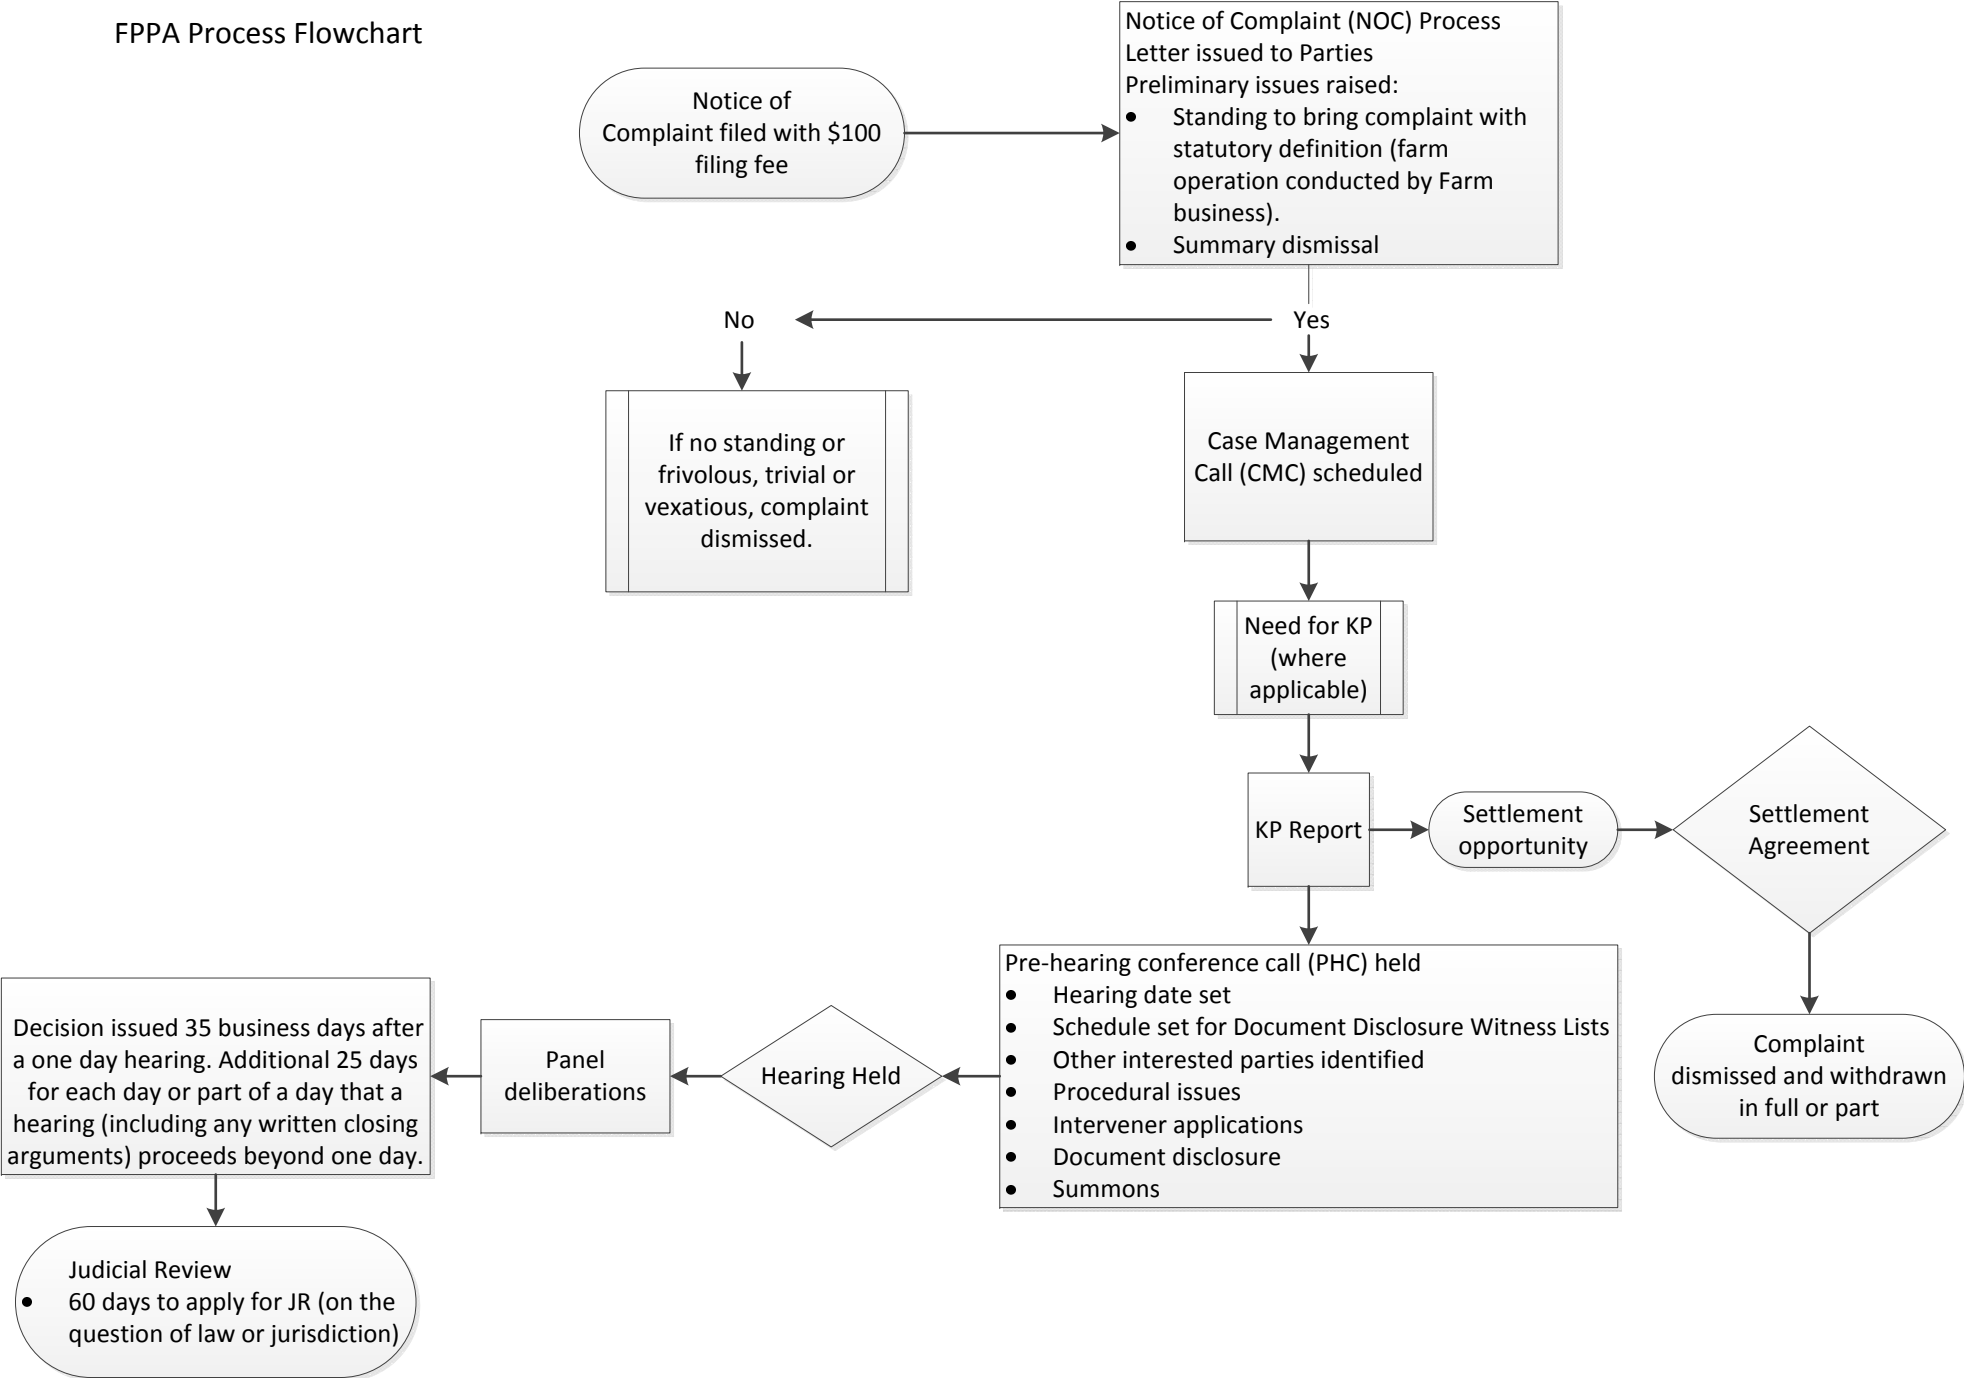 FPPA Process Flowchart
Notice of
Complaint filed with $100
filing fee
Notice of Complaint (NOC) Process
Letter issued to Parties
Preliminary issues raised:
• Standing to bring complaint with
statutory definition (farm
operation conducted by Farm
business).
• Summary dismissal
No
Yes
If no standing or
frivolous, trivial or
vexatious, complaint
dismissed.
Case Management
Call (CMC) scheduled
Need for KP
(where
applicable)
KP Report
Settlement
opportunity
Settlement
Agreement
Complaint
dismissed and withdrawn
in full or part
Pre-hearing conference call (PHC) held
• Hearing date set
• Schedule set for Document Disclosure Witness Lists
• Other interested parties identified
• Procedural issues
• Intervener applications
• Document disclosure
• Summons
Hearing Held
Panel
deliberations
Decision issued 35 business days after
a one day hearing. Additional 25 days
for each day or part of a day that a
hearing (including any written closing
arguments) proceeds beyond one day.
Judicial Review
• 60 days to apply for JR (on the
question of law or jurisdiction)